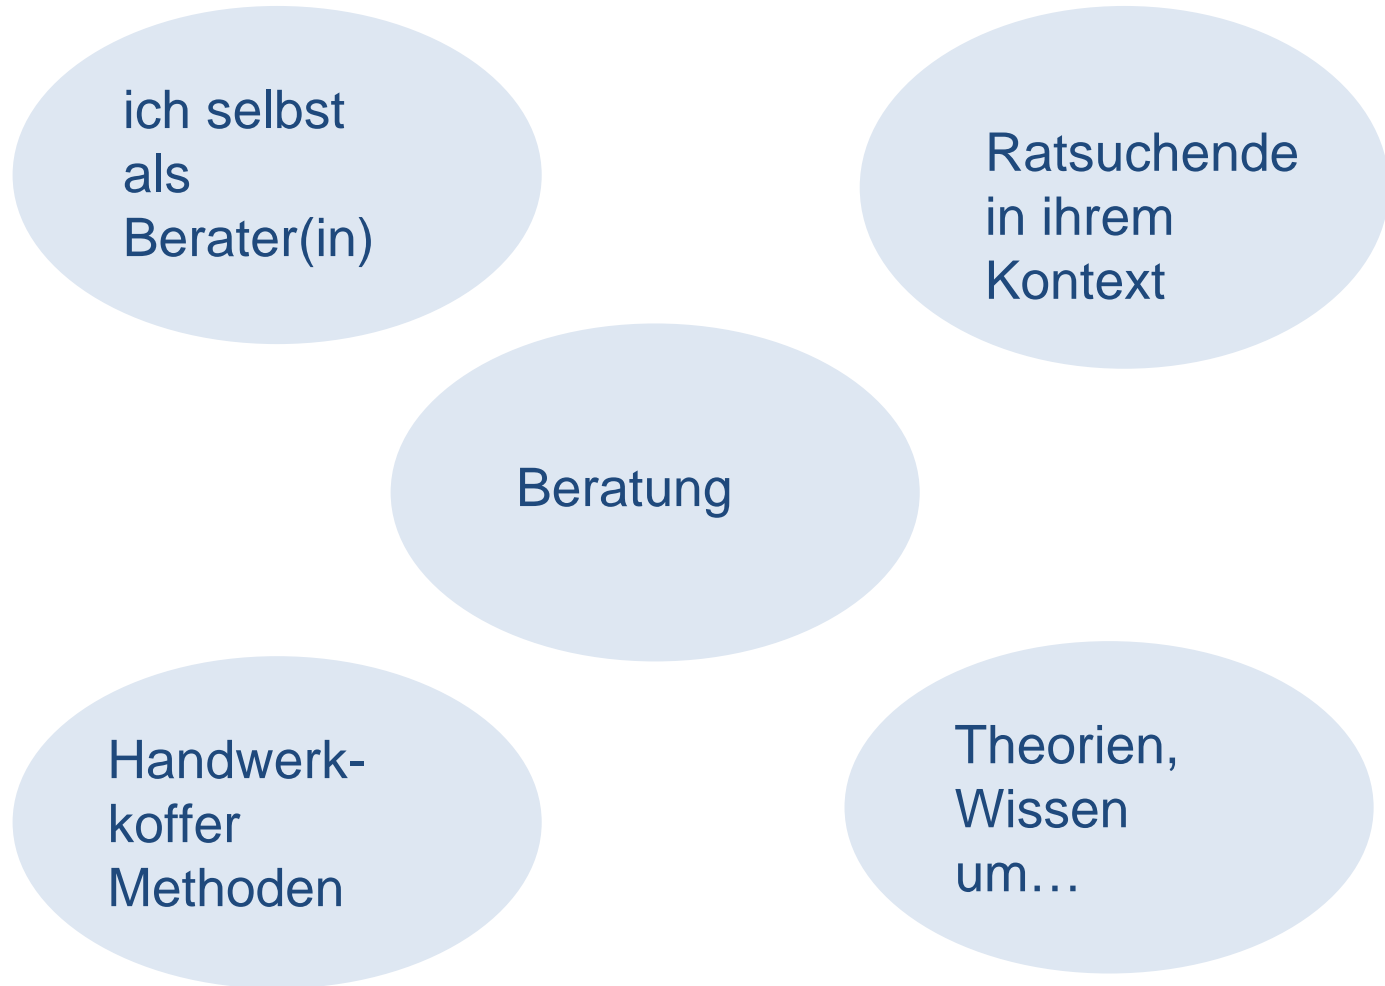 ich selbst
als
Berater(in)
Ratsuchende
in ihrem
Kontext
Beratung
Handwerk-
koffer
Methoden
Theorien,
Wissen
um…